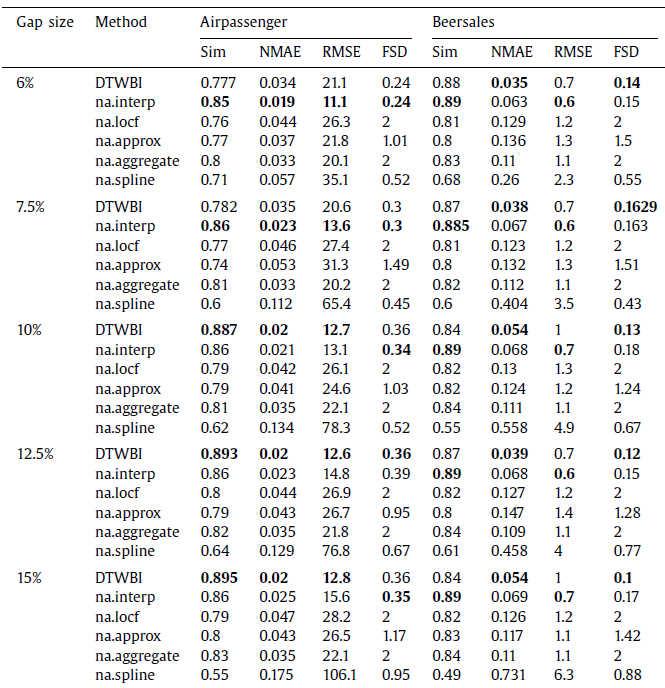 Gap size Method Airpassenger Beersales
Sim NMAE RMSE FSD Sim NMAE RMSE FSD
6% DTWBI 0.777 0.034 21.1 0.24 0.88 0.035 0.7 0.14
na.interp 0.85 0.019 11.1 0.24 0.89 0.063 0.6 0.15
na.locf 0.76 0.044 26.3 2 0.81 0.129 1.2 2
na.approx 0.77 0.037 21.8 1.01 0.8 0.136 1.3 1.5
na.aggregate 0.8 0.033 20.1 2 0.83 0.11 1.1 2
na.spline 0.71 0.057 35.1 0.52 0.68 0.26 2.3 0.55
7.5% DTWBI 0.782 0.035 20.6 0.3 0.87 0.038 0.7 0.1629
na.interp 0.86 0.023 13.6 0.3 0.885 0.067 0.6 0.163
na.locf 0.77 0.046 27.4 2 0.81 0.123 1.2 2
na.approx 0.74 0.053 31.3 1.49 0.8 0.132 1.3 1.51
na.aggregate 0.81 0.033 20.2 2 0.82 0.112 1.1 2
na.spline 0.6 0.112 65.4 0.45 0.6 0.404 3.5 0.43
10% DTWBI 0.887 0.02 12.7 0.36 0.84 0.054 1 0.13
na.interp 0.86 0.021 13.1 0.34 0.89 0.068 0.7 0.18
na.locf 0.79 0.042 26.1 2 0.82 0.13 1.3 2
na.approx 0.79 0.041 24.6 1.03 0.82 0.124 1.2 1.24
na.aggregate 0.81 0.035 22.1 2 0.84 0.111 1.1 2
na.spline 0.62 0.134 78.3 0.52 0.55 0.558 4.9 0.67
12.5% DTWBI 0.893 0.02 12.6 0.36 0.87 0.039 0.7 0.12
na.interp 0.86 0.023 14.8 0.39 0.89 0.068 0.6 0.15
na.locf 0.8 0.044 26.9 2 0.82 0.127 1.2 2
na.approx 0.79 0.043 26.7 0.95 0.8 0.147 1.4 1.28
na.aggregate 0.82 0.035 21.8 2 0.84 0.109 1.1 2
na.spline 0.64 0.129 76.8 0.67 0.61 0.458 4 0.77
15% DTWBI 0.895 0.02 12.8 0.36 0.84 0.054 1 0.1
na.interp 0.86 0.025 15.6 0.35 0.89 0.069 0.7 0.17
na.locf 0.79 0.047 28.2 2 0.82 0.126 1.2 2
na.approx 0.8 0.043 26.5 1.17 0.83 0.117 1.1 1.42
na.aggregate 0.83 0.035 22.1 2 0.84 0.11 1.1 2
na.spline 0.55 0.175 106.1 0.95 0.49 0.731 6.3 0.88